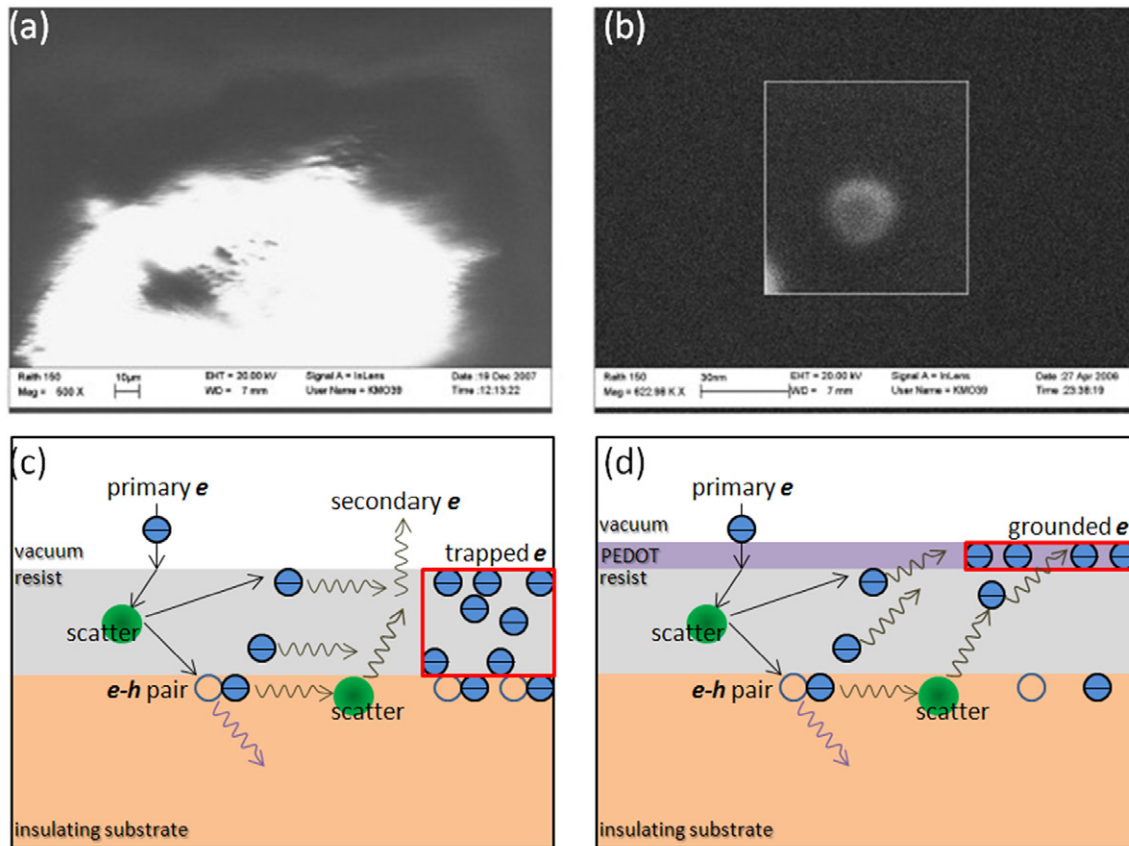 (a)
Raith 150
Mag = 500 X
10µm
EHT = 20.00 kV
WD = 7 mm
Signal A = InLens
User Name = KMO39
Date :19 Dec 2007
Time :12:13:22
(b)
Raith 150
Mag = 622.98 K X
30nm
EHT = 20.00 kV
WD = 7 mm
Signal A = InLens
User Name = KMO39
Date :27 Apr 2006
Time :23:38:19
(c)
primary e
secondary e
vacuum
trapped e
resist
scatter
e-h pair
scatter
insulating substrate
(d)
primary e
vacuum
grounded e
PEDOT
resist
scatter
e-h pair
scatter
insulating substrate